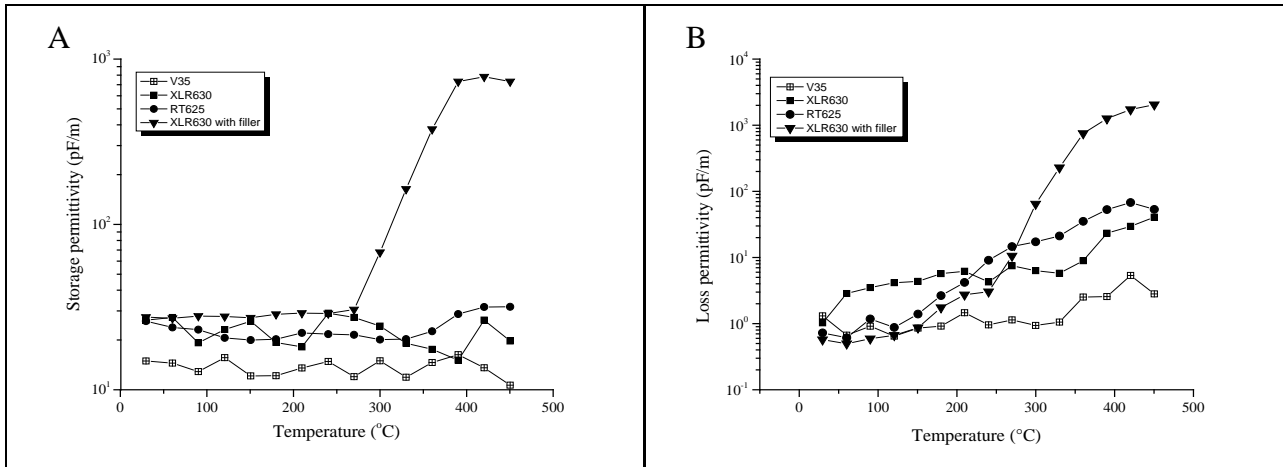 A
10³
V35
XLR630
RT625
XLR630 with filler
Storage permittivity (pF/m)
10²
10¹
0
100
200
300
400
500
Temperature (°C)
B
10⁴
V35
XLR630
RT625
XLR630 with filler
10³
Loss permittivity (pF/m)
10²
10¹
10⁰
10⁻¹
0
100
200
300
400
500
Temperature (°C)